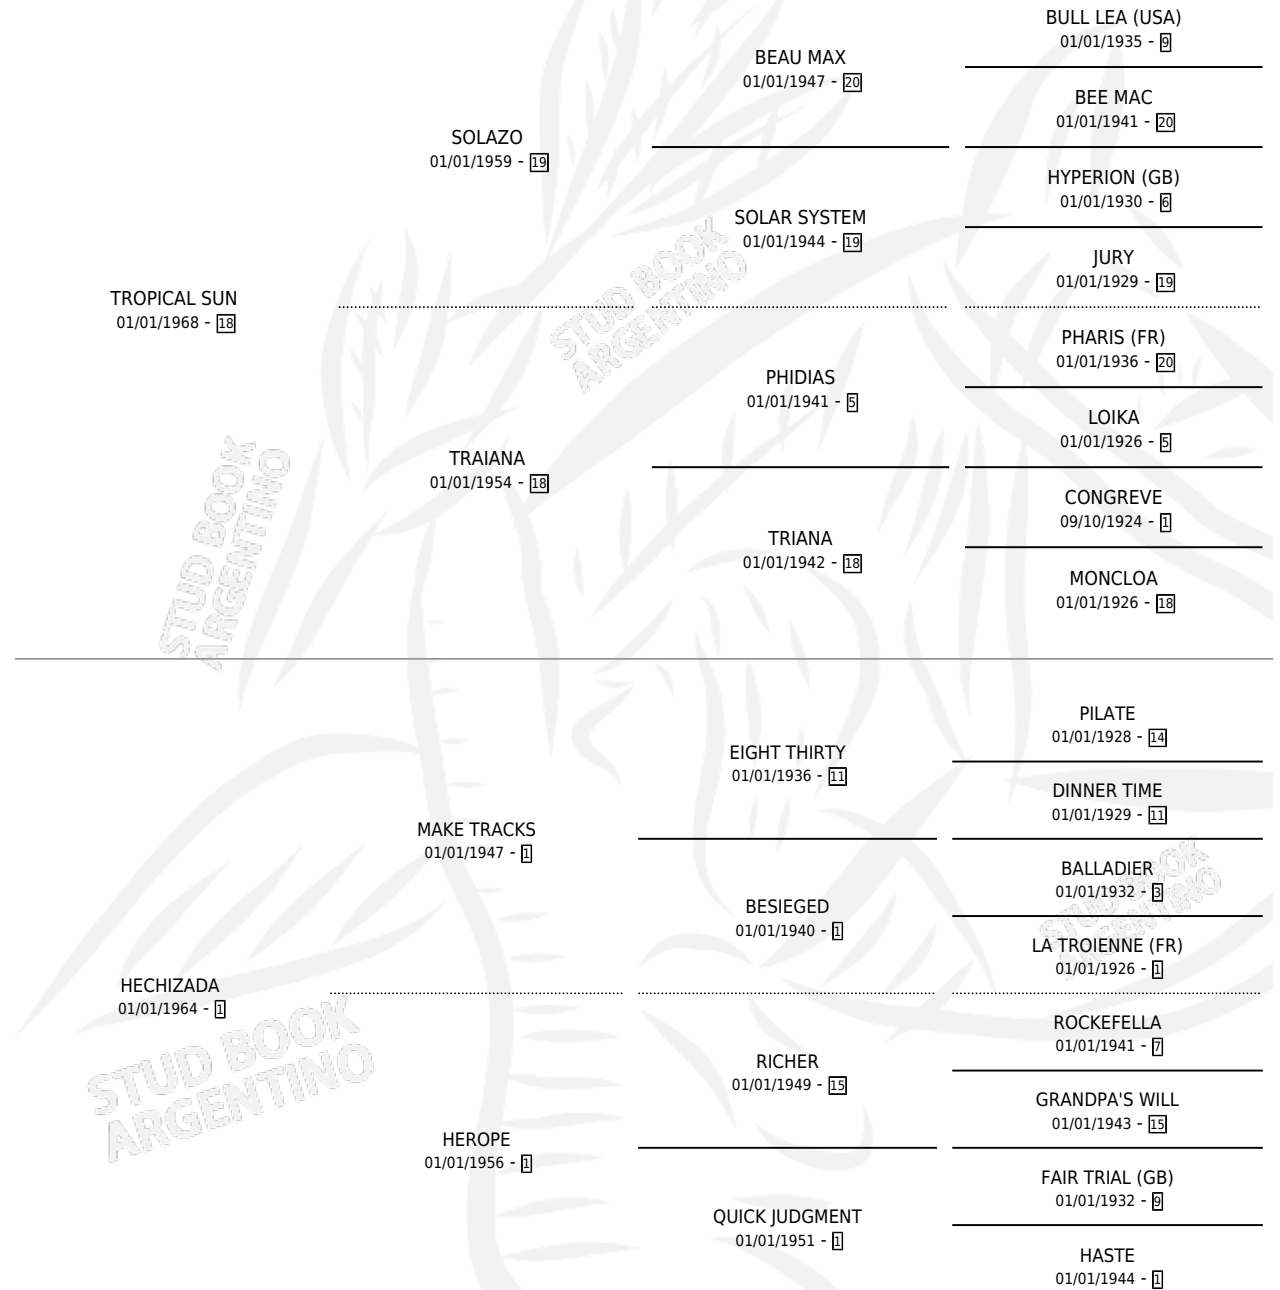 BULL LEA (USA)
01/01/1935 - 9
BEAU MAX
01/01/1947 - 20
BEE MAC
01/01/1941 - 20
SOLAZO
01/01/1959 - 19
HYPERION (GB)
01/01/1930 - 6
SOLAR SYSTEM
01/01/1944 - 19
JURY
01/01/1929 - 19
TROPICAL SUN
01/01/1968 - 18
STUD BOOK
ARGENTINO
PHARIS (FR)
01/01/1936 - 20
PHIDIAS
01/01/1941 - 5
LOIKA
01/01/1926 - 5
TRAIANA
01/01/1954 - 18
CONGREVE
09/10/1924 - 1
TRIANA
01/01/1942 - 18
MONCLOA
01/01/1926 - 18
STUD BOOK
ARGENTINO
PILATE
01/01/1928 - 14
EIGHT THIRTY
01/01/1936 - 11
DINNER TIME
01/01/1929 - 11
MAKE TRACKS
01/01/1947 - 1
BALLADIER
01/01/1932 - 3
BESIEGED
01/01/1940 - 1
STUD BOOK
ARGENTINO
LA TROIENNE (FR)
01/01/1926 - 1
HECHIZADA
01/01/1964 - 1
ROCKEFELLA
01/01/1941 - 7
RICHER
01/01/1949 - 15
STUD BOOK
ARGENTINO
GRANDPA'S WILL
01/01/1943 - 15
HEROPE
01/01/1956 - 1
FAIR TRIAL (GB)
01/01/1932 - 9
QUICK JUDGMENT
01/01/1951 - 1
HASTE
01/01/1944 - 1